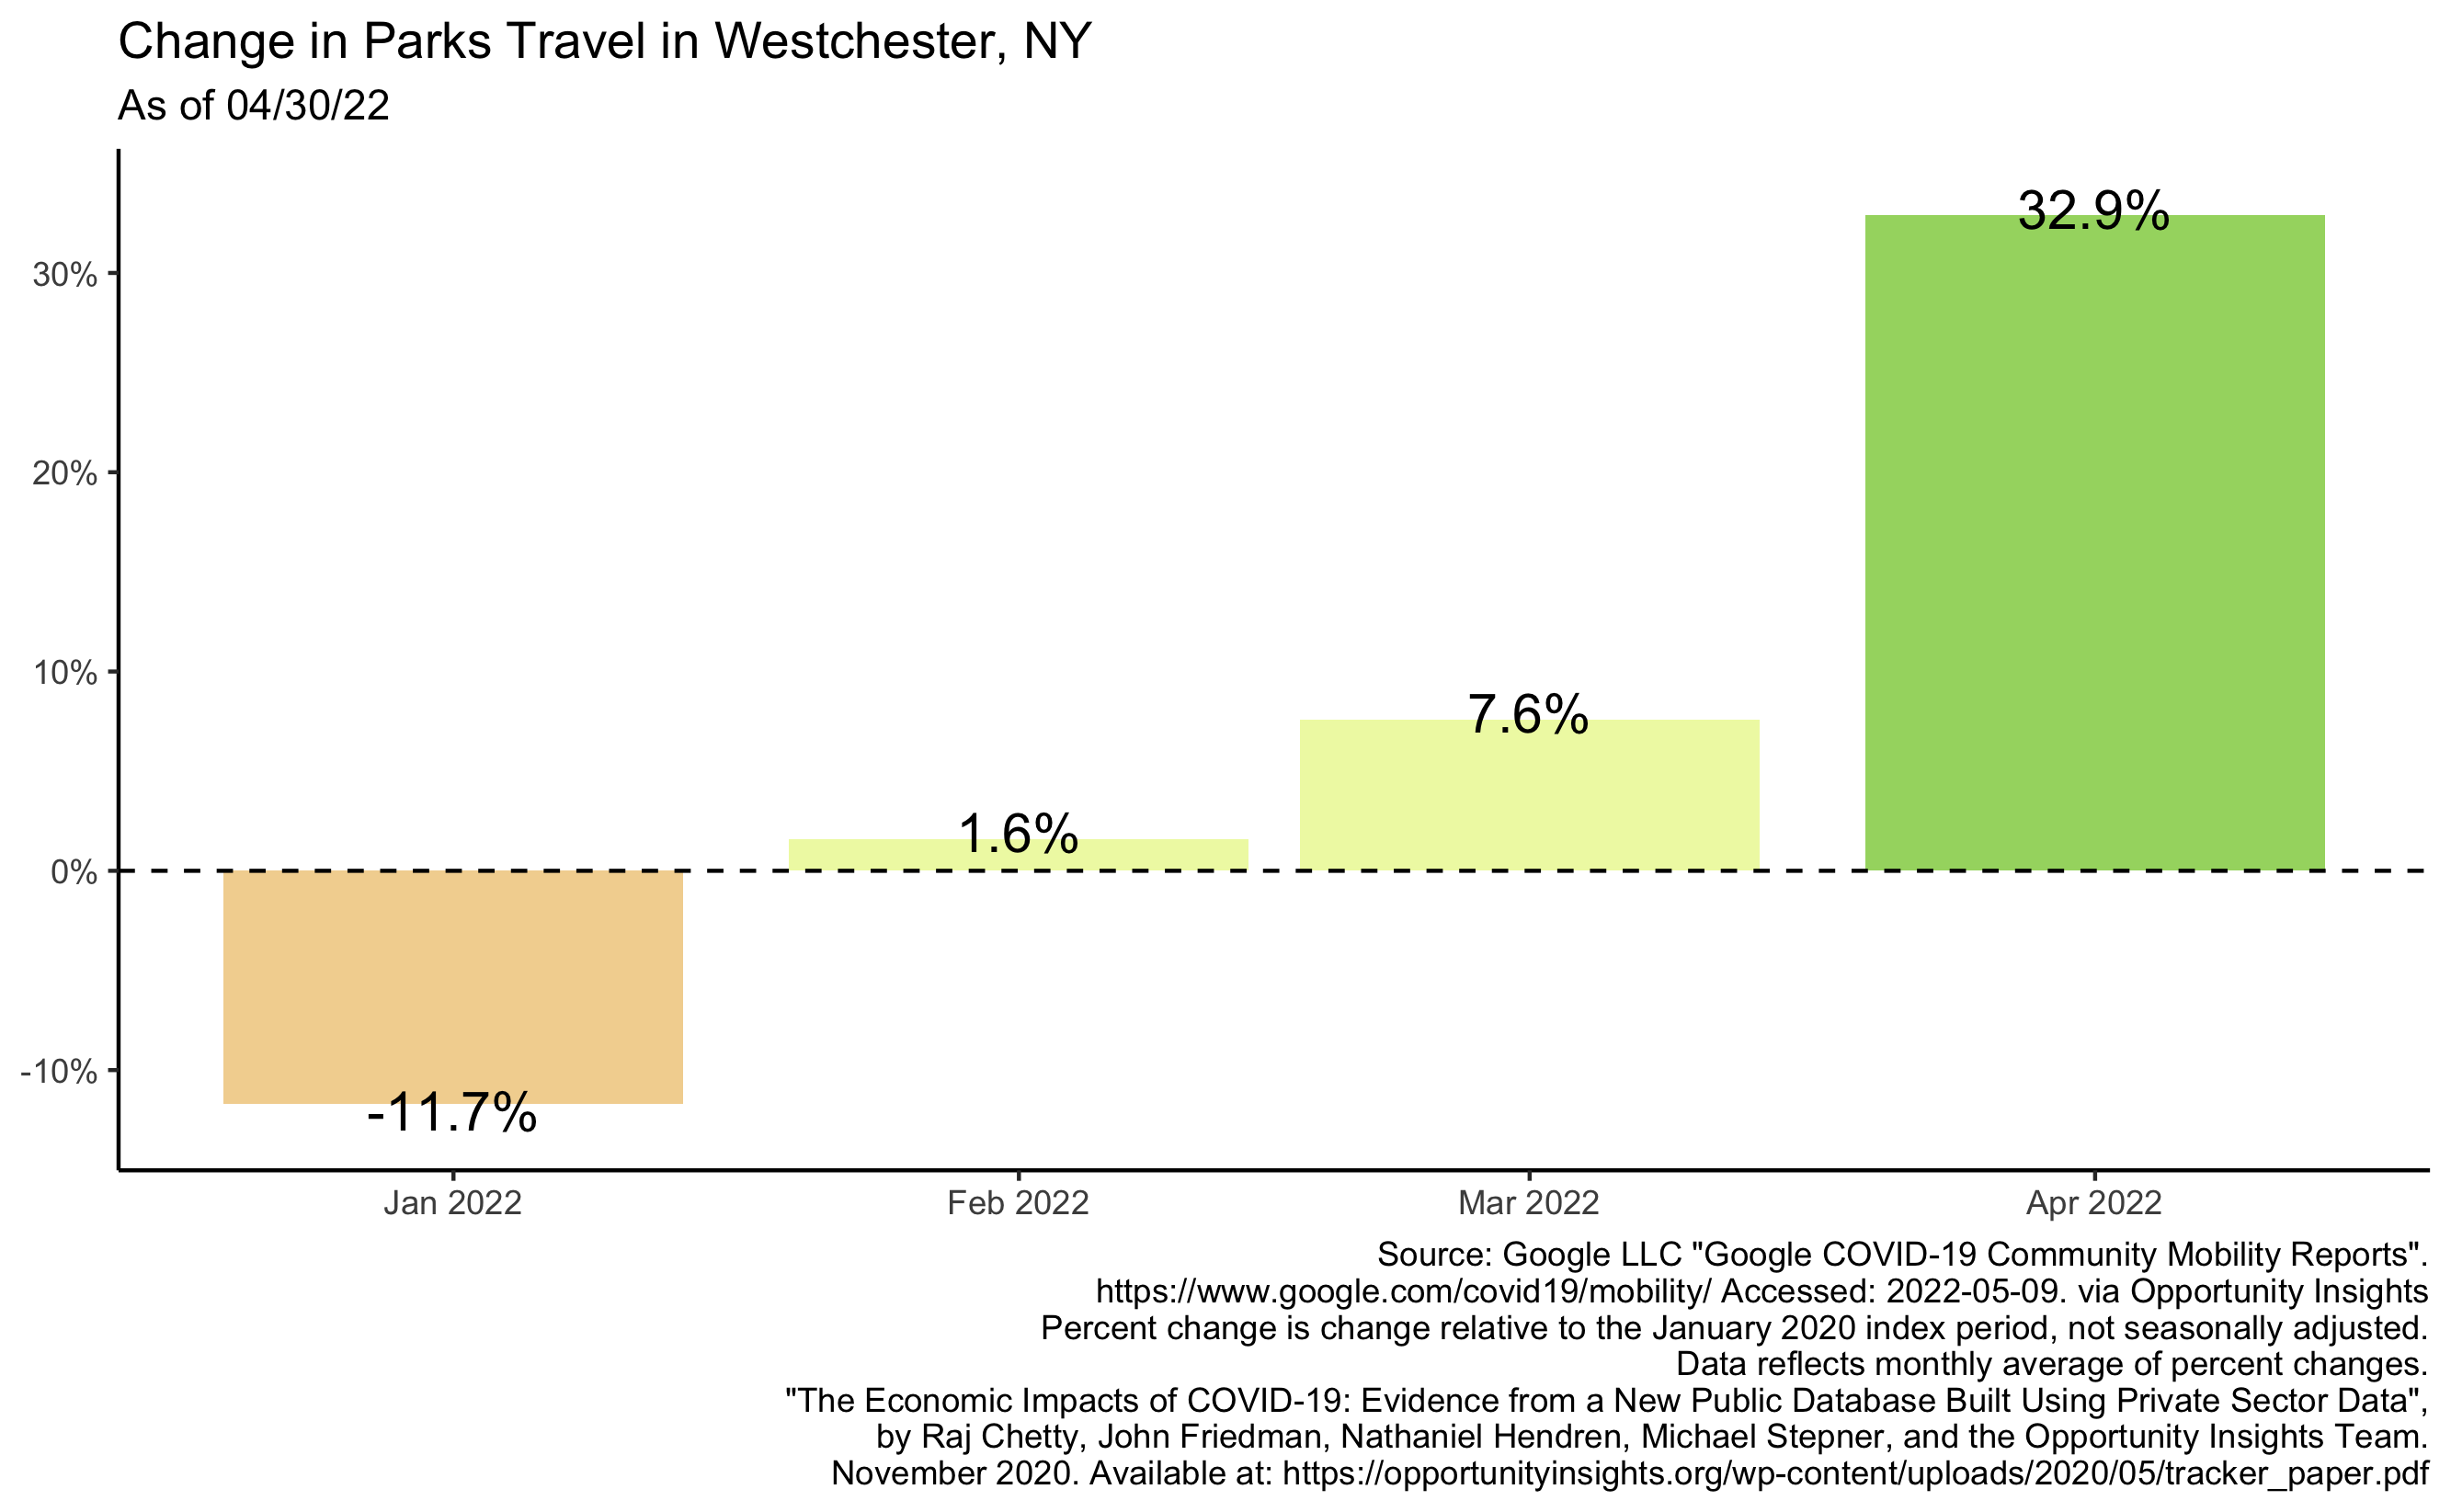 Change in Parks Travel in Westchester, NY
As of 04/30/22
32.9%
30%
20%
10%
7.6%
1.6%
0%
-10%
-11.7%
Jan 2022 Feb 2022 Mar 2022 Apr 2022
Source: Google LLC "Google COVID-19 Community Mobility Reports".
https://www.google.com/covid19/mobility/ Accessed: 2022-05-09. via Opportunity Insights
Percent change is change relative to the January 2020 index period, not seasonally adjusted.
Data reflects monthly average of percent changes.
"The Economic Impacts of COVID-19: Evidence from a New Public Database Built Using Private Sector Data",
by Raj Chetty, John Friedman, Nathaniel Hendren, Michael Stepner, and the Opportunity Insights Team.
November 2020. Available at: https://opportunityinsights.org/wp-content/uploads/2020/05/tracker_paper.pdf